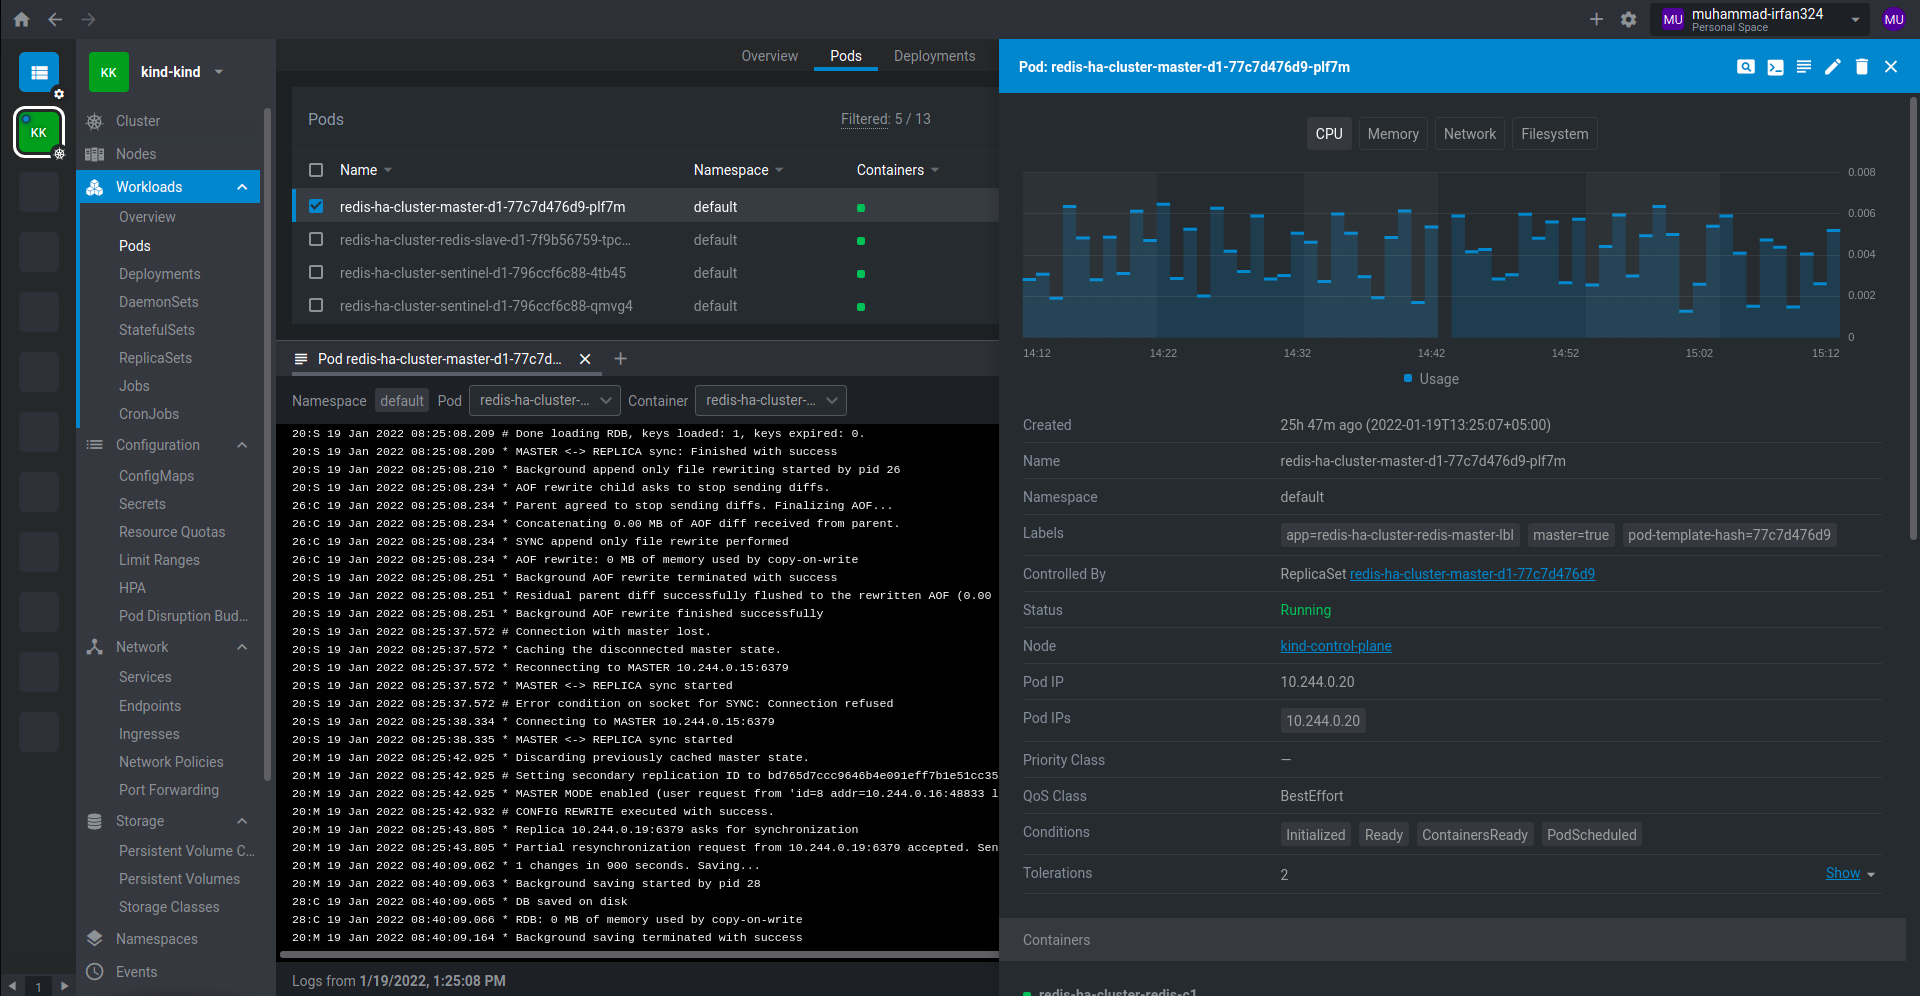 MU
muhammad-irfan324
Personal Space
MU
KK
1
KK
kind-kind
Cluster
Nodes
Workloads
Overview
Pods
Deployments
DaemonSets
StatefulSets
ReplicaSets
Jobs
CronJobs
Configuration
ConfigMaps
Secrets
Resource Quotas
Limit Ranges
HPA
Pod Disruption Bud...
Network
Services
Endpoints
Ingresses
Network Policies
Port Forwarding
Storage
Persistent Volume C...
Persistent Volumes
Storage Classes
Namespaces
Events
Overview Pods Deployments
Pods Filtered: 5 / 13
Name Namespace Containers
redis-ha-cluster-master-d1-77c7d476d9-plf7m default
redis-ha-cluster-redis-slave-d1-7f9b56759-tpc... default
redis-ha-cluster-sentinel-d1-796ccf6c88-4tb45 default
redis-ha-cluster-sentinel-d1-796ccf6c88-qmvg4 default
Pod redis-ha-cluster-master-d1-77c7d...
Namespace default Pod redis-ha-cluster-... Container redis-ha-cluster-...
20:S 19 Jan 2022 08:25:08.209 # Done loading RDB, keys loaded: 1, keys expired: 0.
20:S 19 Jan 2022 08:25:08.209 * MASTER <-> REPLICA sync: Finished with success
20:S 19 Jan 2022 08:25:08.210 * Background append only file rewriting started by pid 26
20:S 19 Jan 2022 08:25:08.234 * AOF rewrite child asks to stop sending diffs.
26:C 19 Jan 2022 08:25:08.234 * Parent agreed to stop sending diffs. Finalizing AOF...
26:C 19 Jan 2022 08:25:08.234 * Concatenating 0.00 MB of AOF diff received from parent.
26:C 19 Jan 2022 08:25:08.234 * SYNC append only file rewrite performed
26:C 19 Jan 2022 08:25:08.234 * AOF rewrite: 0 MB of memory used by copy-on-write
20:S 19 Jan 2022 08:25:08.251 * Background AOF rewrite terminated with success
20:S 19 Jan 2022 08:25:08.251 * Residual parent diff successfully flushed to the rewritten AOF (0.00
20:S 19 Jan 2022 08:25:08.251 * Background AOF rewrite finished successfully
20:S 19 Jan 2022 08:25:37.572 # Connection with master lost.
20:S 19 Jan 2022 08:25:37.572 * Caching the disconnected master state.
20:S 19 Jan 2022 08:25:37.572 * Reconnecting to MASTER 10.244.0.15:6379
20:S 19 Jan 2022 08:25:37.572 * MASTER <-> REPLICA sync started
20:S 19 Jan 2022 08:25:37.572 # Error condition on socket for SYNC: Connection refused
20:S 19 Jan 2022 08:25:38.334 * Connecting to MASTER 10.244.0.15:6379
20:S 19 Jan 2022 08:25:38.335 * MASTER <-> REPLICA sync started
20:M 19 Jan 2022 08:25:42.925 * Discarding previously cached master state.
20:M 19 Jan 2022 08:25:42.925 # Setting secondary replication ID to bd765d7ccc9646b4e091eff7b1e51cc35
20:M 19 Jan 2022 08:25:42.925 * MASTER MODE enabled (user request from 'id=8 addr=10.244.0.16:48833 l
20:M 19 Jan 2022 08:25:42.932 # CONFIG REWRITE executed with success.
20:M 19 Jan 2022 08:25:43.805 * Replica 10.244.0.19:6379 asks for synchronization
20:M 19 Jan 2022 08:25:43.805 * Partial resynchronization request from 10.244.0.19:6379 accepted. Sen
20:M 19 Jan 2022 08:40:09.062 * 1 changes in 900 seconds. Saving...
20:M 19 Jan 2022 08:40:09.063 * Background saving started by pid 28
28:C 19 Jan 2022 08:40:09.065 * DB saved on disk
28:C 19 Jan 2022 08:40:09.066 * RDB: 0 MB of memory used by copy-on-write
20:M 19 Jan 2022 08:40:09.164 * Background saving terminated with success
Logs from 1/19/2022, 1:25:08 PM
Pod: redis-ha-cluster-master-d1-77c7d476d9-plf7m
CPU Memory Network Filesystem
0.008
0.006
0.004
0.002
0
14:12 14:22 14:32 14:42 14:52 15:02 15:12
Usage
Created 25h 47m ago (2022-01-19T13:25:07+05:00)
Name redis-ha-cluster-master-d1-77c7d476d9-plf7m
Namespace default
Labels app=redis-ha-cluster-redis-master-lbl master=true pod-template-hash=77c7d476d9
Controlled By ReplicaSet redis-ha-cluster-master-d1-77c7d476d9
Status Running
Node kind-control-plane
Pod IP 10.244.0.20
Pod IPs 10.244.0.20
Priority Class —
QoS Class BestEffort
Conditions Initialized Ready ContainersReady PodScheduled
Tolerations 2 Show
Containers
redis-ha-cluster-redis-c1